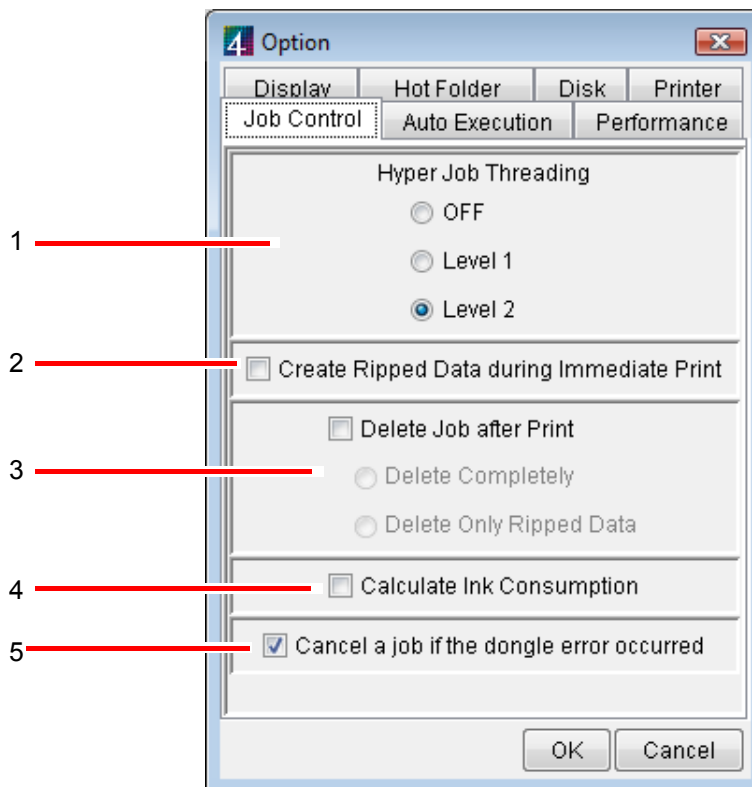 4 Option
Display Hot Folder Disk Printer
Job Control Auto Execution Performance
Hyper Job Threading
OFF
1
Level 1
Level 2
2 Create Ripped Data during Immediate Print
Delete Job after Print
3 Delete Completely
Delete Only Ripped Data
4 Calculate Ink Consumption
5 Cancel a job if the dongle error occurred
OK Cancel